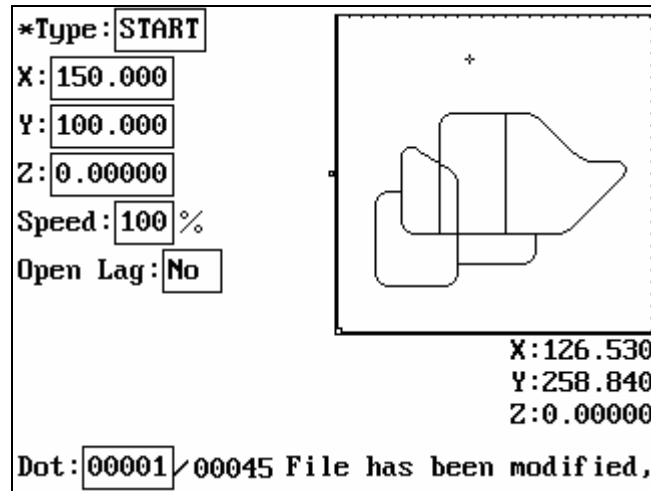 *Type:START
X:150.000
Y:100.000
Z:0.00000
Speed:100%
Open Lag:No
X:126.530
Y:258.840
Z:0.00000
Dot:00001/00045 File has been modified,